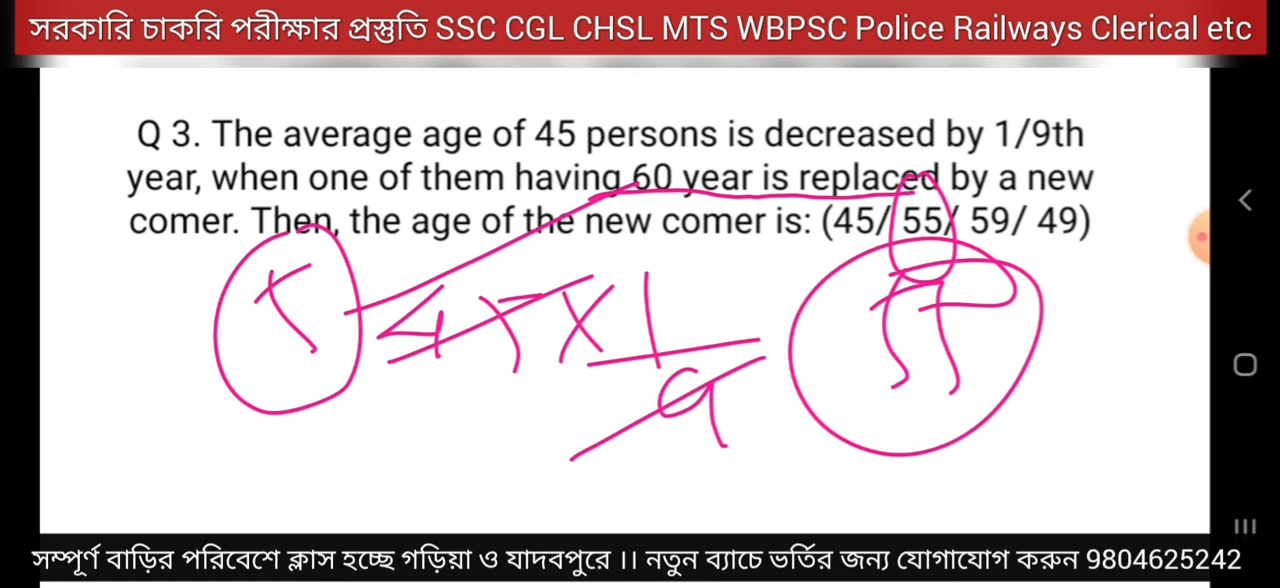 সরকারি চাকরি পরীক্ষার প্রস্তুতি SSC CGL CHSL MTS WBPSC Police Railways Clerical etc
Q 3. The average age of 45 persons is decreased by 1/9th
year, when one of them having 60 year is replaced by a new
comer. Then, the age of the new comer is: (45/ 55/ 59/ 49)
5 45 × 1/9 55
সম্পূর্ণ বাড়ির পরিবেশে ক্লাস হচ্ছে গড়িয়া ও যাদবপুরে ।। নতুন ব্যাচে ভর্তির জন্য যোগাযোগ করুন 9804625242